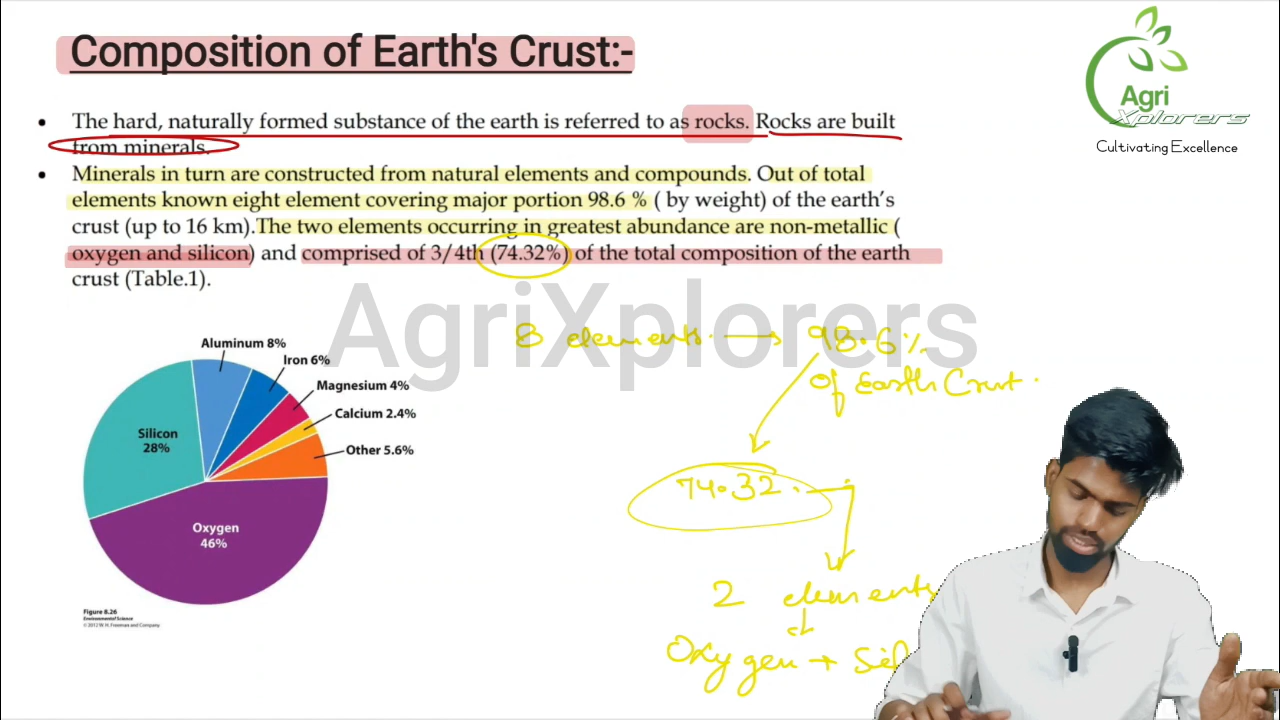 Composition of Earth's Crust:-
Agri
Xplorers
Cultivating Excellence
• The hard, naturally formed substance of the earth is referred to as rocks. Rocks are built
from minerals.
• Minerals in turn are constructed from natural elements and compounds. Out of total
elements known eight element covering major portion 98.6 % ( by weight) of the earth's
crust (up to 16 km).The two elements occurring in greatest abundance are non-metallic (
oxygen and silicon) and comprised of 3/4th (74.32%) of the total composition of the earth
crust (Table.1).
AgriXplorers
8 elements → 98.6%
of Earth Crust.
74.32
2 elements
Oxygen +
Aluminum 8%
Iron 6%
Magnesium 4%
Calcium 2.4%
Other 5.6%
Silicon
28%
Oxygen
46%
Figure 8.26
Environmental Science
© 2012 W. H. Freeman and Company